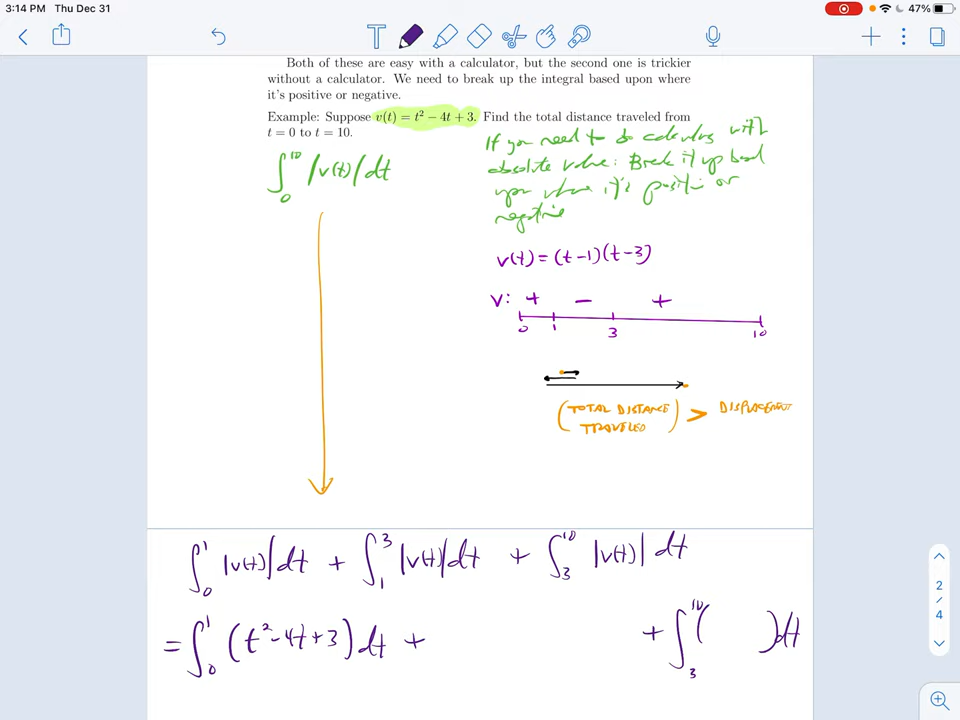 3:14 PM Thu Dec 31
47%
Both of these are easy with a calculator, but the second one is trickier
without a calculator. We need to break up the integral based upon where
it's positive or negative.
Example: Suppose v(t) = t² − 4t + 3. Find the total distance traveled from
t = 0 to t = 10.
If you need to do calculus with
absolute value: Break it up based
upon where it's positive or
negative
∫₀¹⁰ |v(t)| dt
v(t) = (t-1)(t-3)
v: + − +
0 1 3 10
(TOTAL DISTANCE TRAVELED) > DISPLACEMENT
∫₀¹ |v(t)| dt + ∫₁³ |v(t)| dt + ∫₃¹⁰ |v(t)| dt
= ∫₀¹ (t² - 4t + 3) dt + + ∫₃¹⁰ ( ) dt
2
/
4